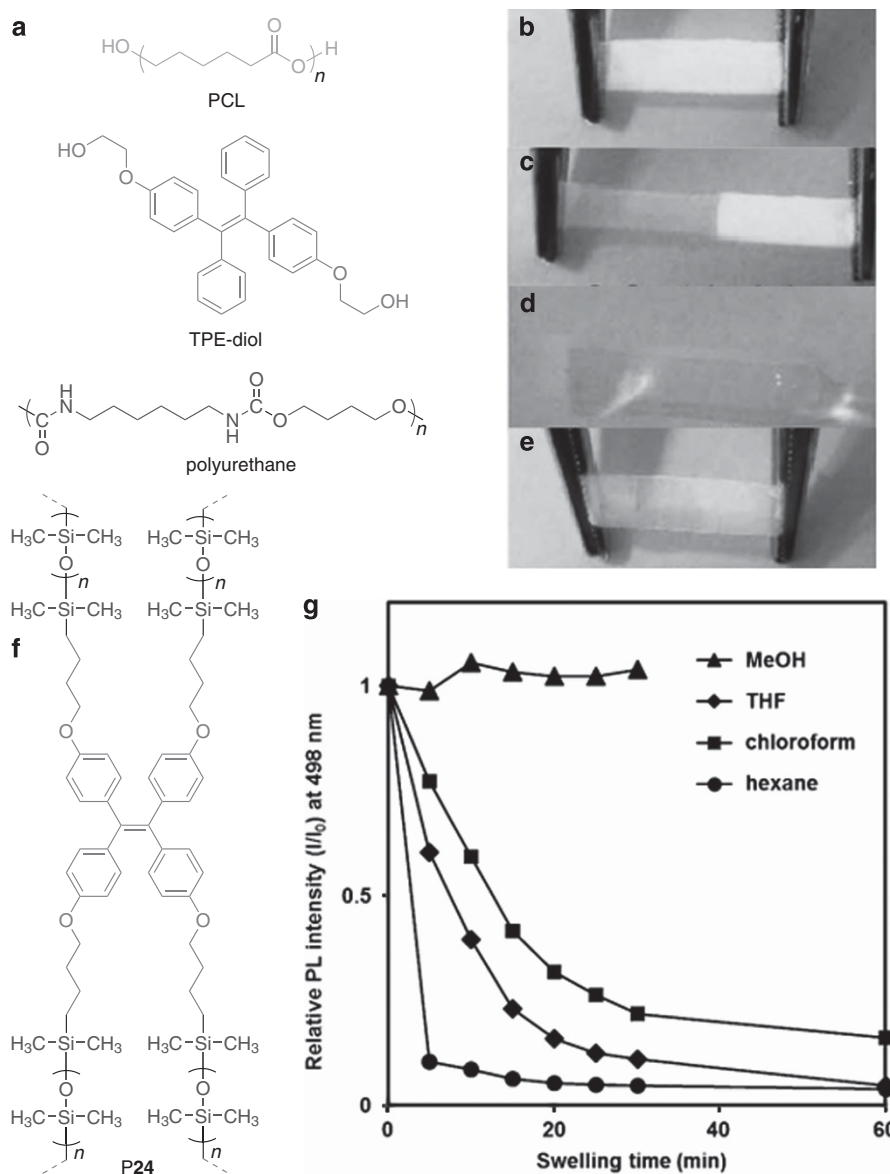 a
HO
O
O
H
n
PCL
HO
O
O
OH
TPE-diol
O
H
N
N
H
O
O
O
n
polyurethane
H₃C Si CH₃ H₃C Si CH₃
O O
n n
H₃C Si CH₃ H₃C Si CH₃
f
O O
O O
H₃C Si CH₃ H₃C Si CH₃
O O
n n
H₃C Si CH₃ H₃C Si CH₃
n n
P24
b
c
d
e
g
MeOH
THF
chloroform
hexane
Relative PL intensity (I/I₀) at 498 nm
1
0.5
0
0 20 40 60
Swelling time (min)